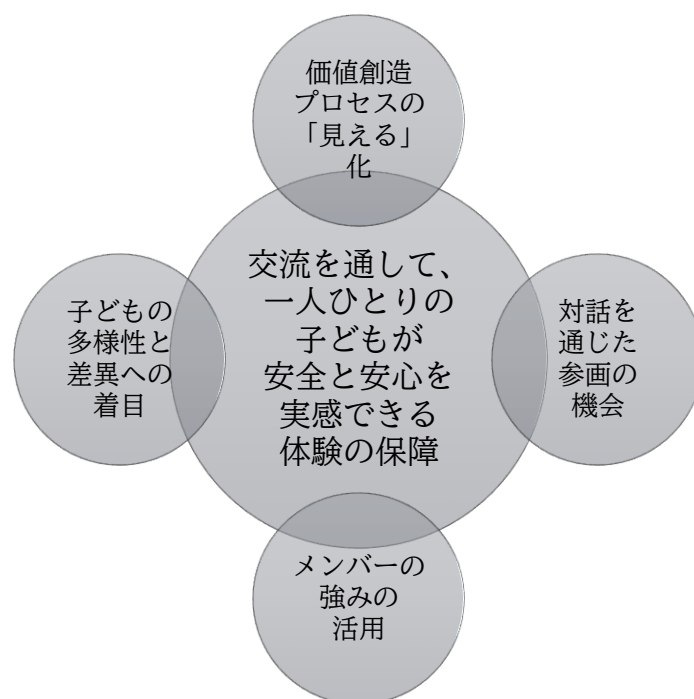 価値創造
プロセスの
「見える」
化
交流を通して、
一人ひとりの
子どもが
安全と安心を
実感できる
体験の保障
子どもの
多様性と
差異への
着目
対話を
通じた
参画の
機会
メンバーの
強みの
活用